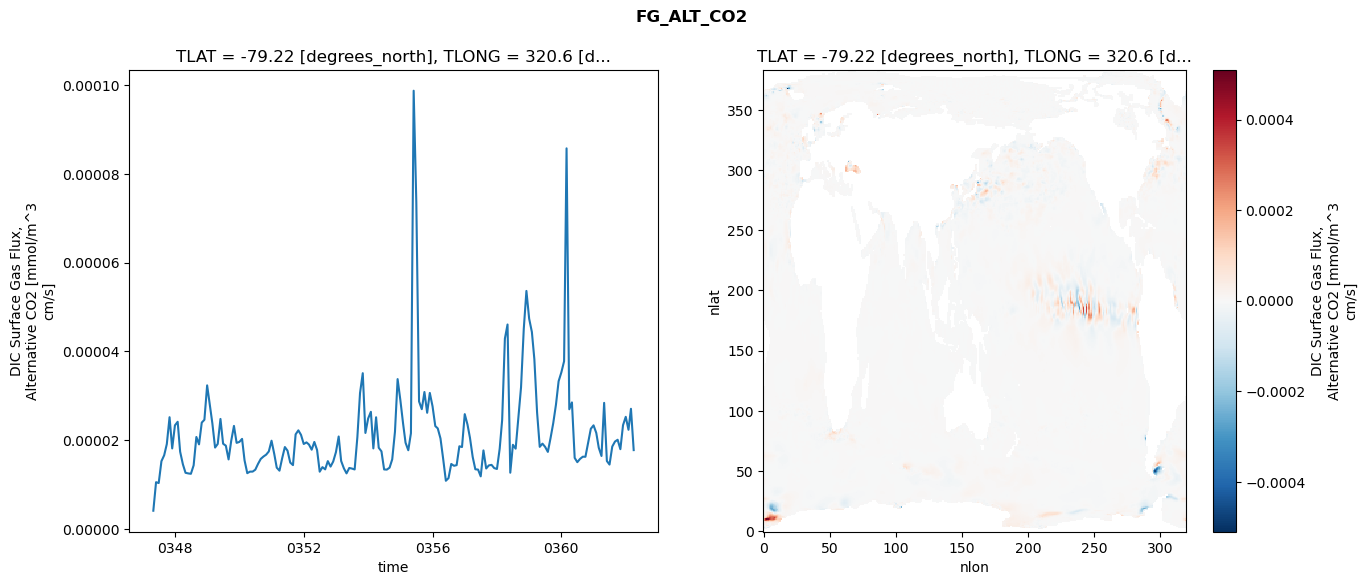 FG_ALT_CO2
TLAT = -79.22 [degrees_north], TLONG = 320.6 [d...
DIC Surface Gas Flux,
Alternative CO2 [mmol/m^3
cm/s]
0.00010
0.00008
0.00006
0.00004
0.00002
0.00000
0348
0352
0356
0360
time
TLAT = -79.22 [degrees_north], TLONG = 320.6 [d...
nlat
350
300
250
200
150
100
50
0
0
50
100
150
200
250
300
nlon
0.0004
0.0002
0.0000
−0.0002
−0.0004
DIC Surface Gas Flux,
Alternative CO2 [mmol/m^3
cm/s]